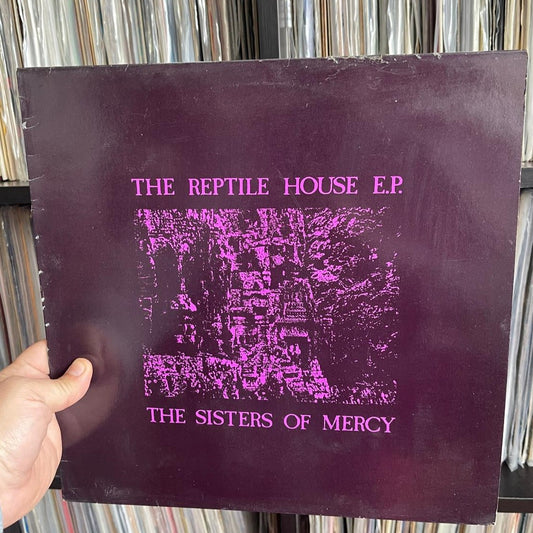 THE REPTILE HOUSE E.P.
THE SISTERS OF MERCY